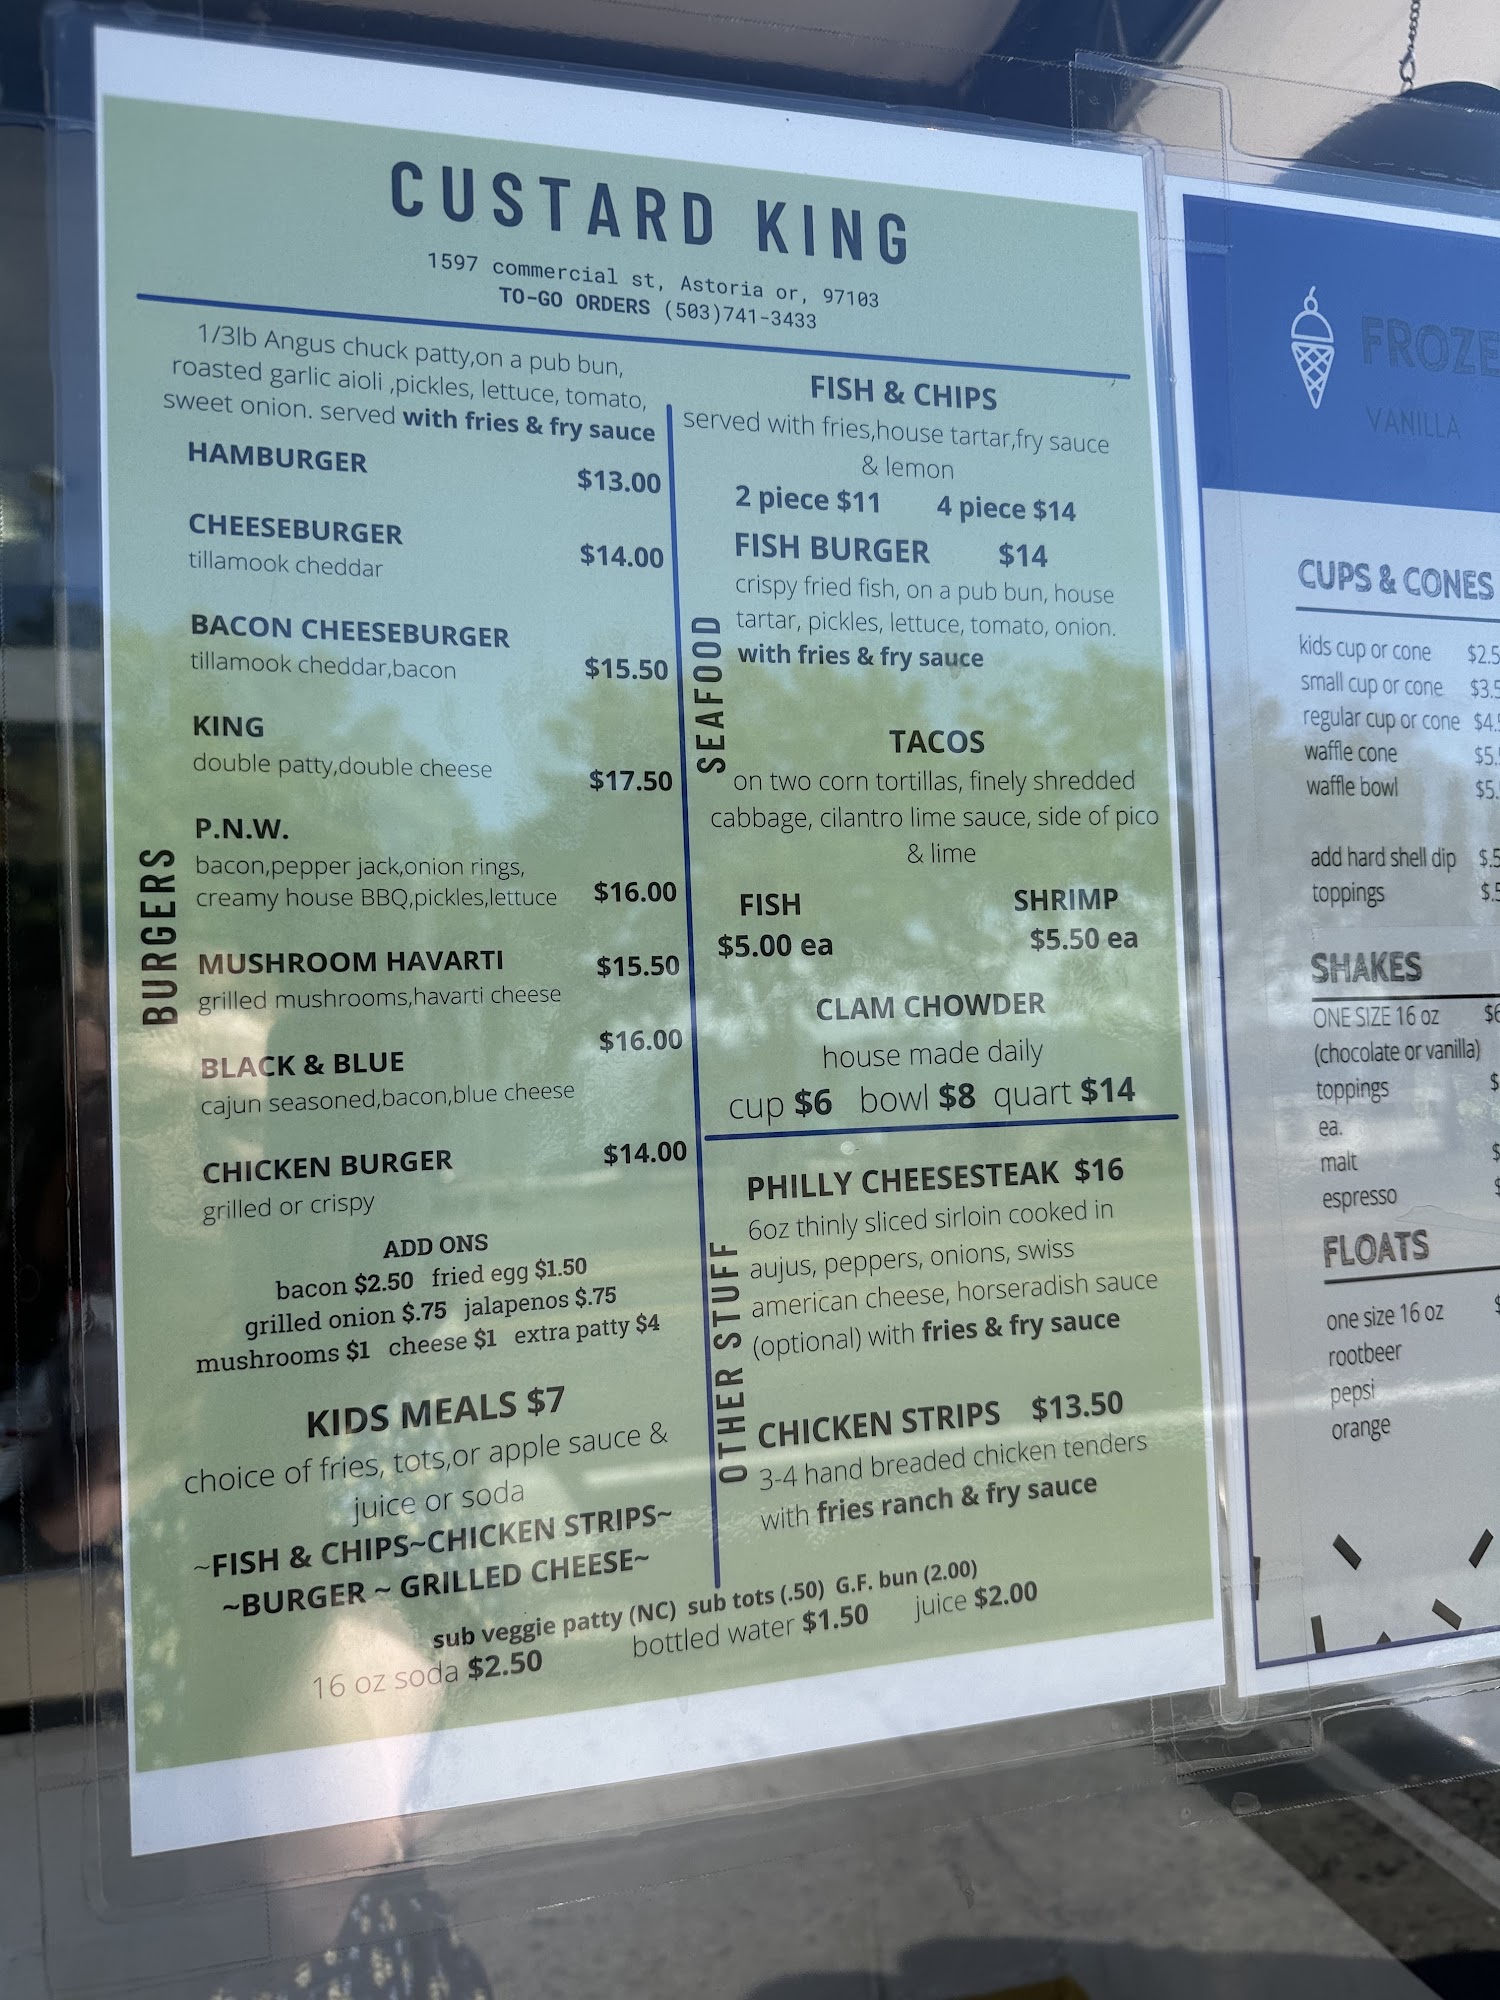 CUSTARD KING
1597 commercial st, Astoria or, 97103
TO-GO ORDERS (503)741-3433
1/3lb Angus chuck patty,on a pub bun,
roasted garlic aioli ,pickles, lettuce, tomato,
sweet onion. served with fries & fry sauce
BURGERS
HAMBURGER $13.00
CHEESEBURGER
tillamook cheddar $14.00
BACON CHEESEBURGER
tillamook cheddar,bacon $15.50
KING
double patty,double cheese $17.50
P.N.W.
bacon,pepper jack,onion rings,
creamy house BBQ,pickles,lettuce $16.00
MUSHROOM HAVARTI $15.50
grilled mushrooms,havarti cheese
$16.00
BLACK & BLUE
cajun seasoned,bacon,blue cheese
CHICKEN BURGER $14.00
grilled or crispy
ADD ONS
bacon $2.50 fried egg $1.50
grilled onion $.75 jalapenos $.75
mushrooms $1 cheese $1 extra patty $4
KIDS MEALS $7
choice of fries, tots,or apple sauce &
juice or soda
~FISH & CHIPS~CHICKEN STRIPS~
~BURGER ~ GRILLED CHEESE~
SEAFOOD
FISH & CHIPS
served with fries,house tartar,fry sauce
& lemon
2 piece $11 4 piece $14
FISH BURGER $14
crispy fried fish, on a pub bun, house
tartar, pickles, lettuce, tomato, onion.
with fries & fry sauce
TACOS
on two corn tortillas, finely shredded
cabbage, cilantro lime sauce, side of pico
& lime
FISH SHRIMP
$5.00 ea $5.50 ea
CLAM CHOWDER
house made daily
cup $6 bowl $8 quart $14
OTHER STUFF
PHILLY CHEESESTEAK $16
6oz thinly sliced sirloin cooked in
aujus, peppers, onions, swiss
american cheese, horseradish sauce
(optional) with fries & fry sauce
CHICKEN STRIPS $13.50
3-4 hand breaded chicken tenders
with fries ranch & fry sauce
sub veggie patty (NC) sub tots (.50) G.F. bun (2.00)
16 oz soda $2.50 bottled water $1.50 juice $2.00
FROZE
VANILLA
CUPS & CONES
kids cup or cone $2.5
small cup or cone $3.5
regular cup or cone $4.
waffle cone $5.
waffle bowl $5.
add hard shell dip $.5
toppings $.5
SHAKES
ONE SIZE 16 oz $6
(chocolate or vanilla)
toppings $
ea.
malt $
espresso $
FLOATS
one size 16 oz $
rootbeer
pepsi
orange